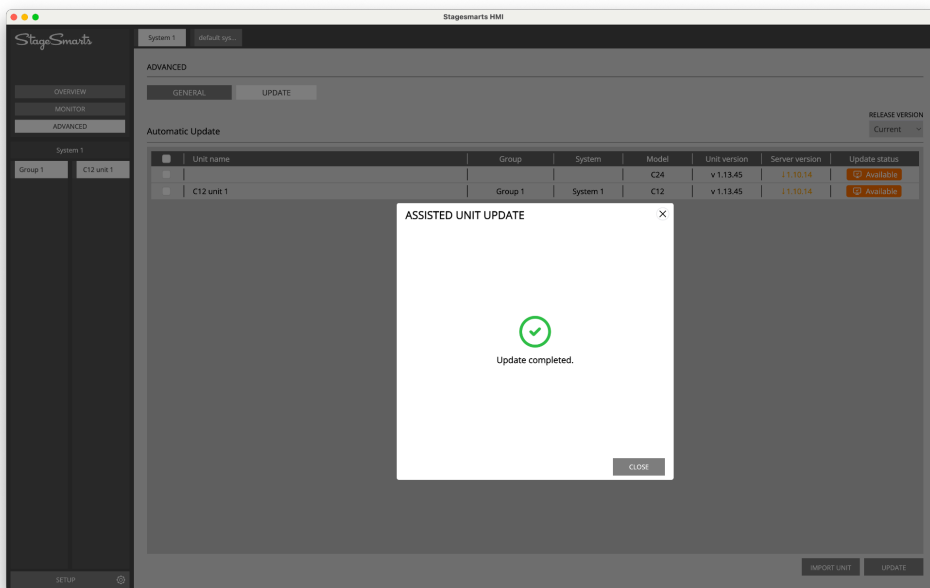 Stagesmarts HMI
StageSmarts
System 1
default sys...
ADVANCED
OVERVIEW
GENERAL
UPDATE
MONITOR
ADVANCED
RELEASE VERSION
Automatic Update
Current
System 1
Unit name
Group
System
Model
Unit version
Server version
Update status
Group 1
C12 unit 1
C24
v 1.13.45
↓1.10.14
Available
C12 unit 1
Group 1
System 1
C12
v 1.13.45
↓1.10.14
Available
ASSISTED UNIT UPDATE
Update completed.
CLOSE
IMPORT UNIT
UPDATE
SETUP